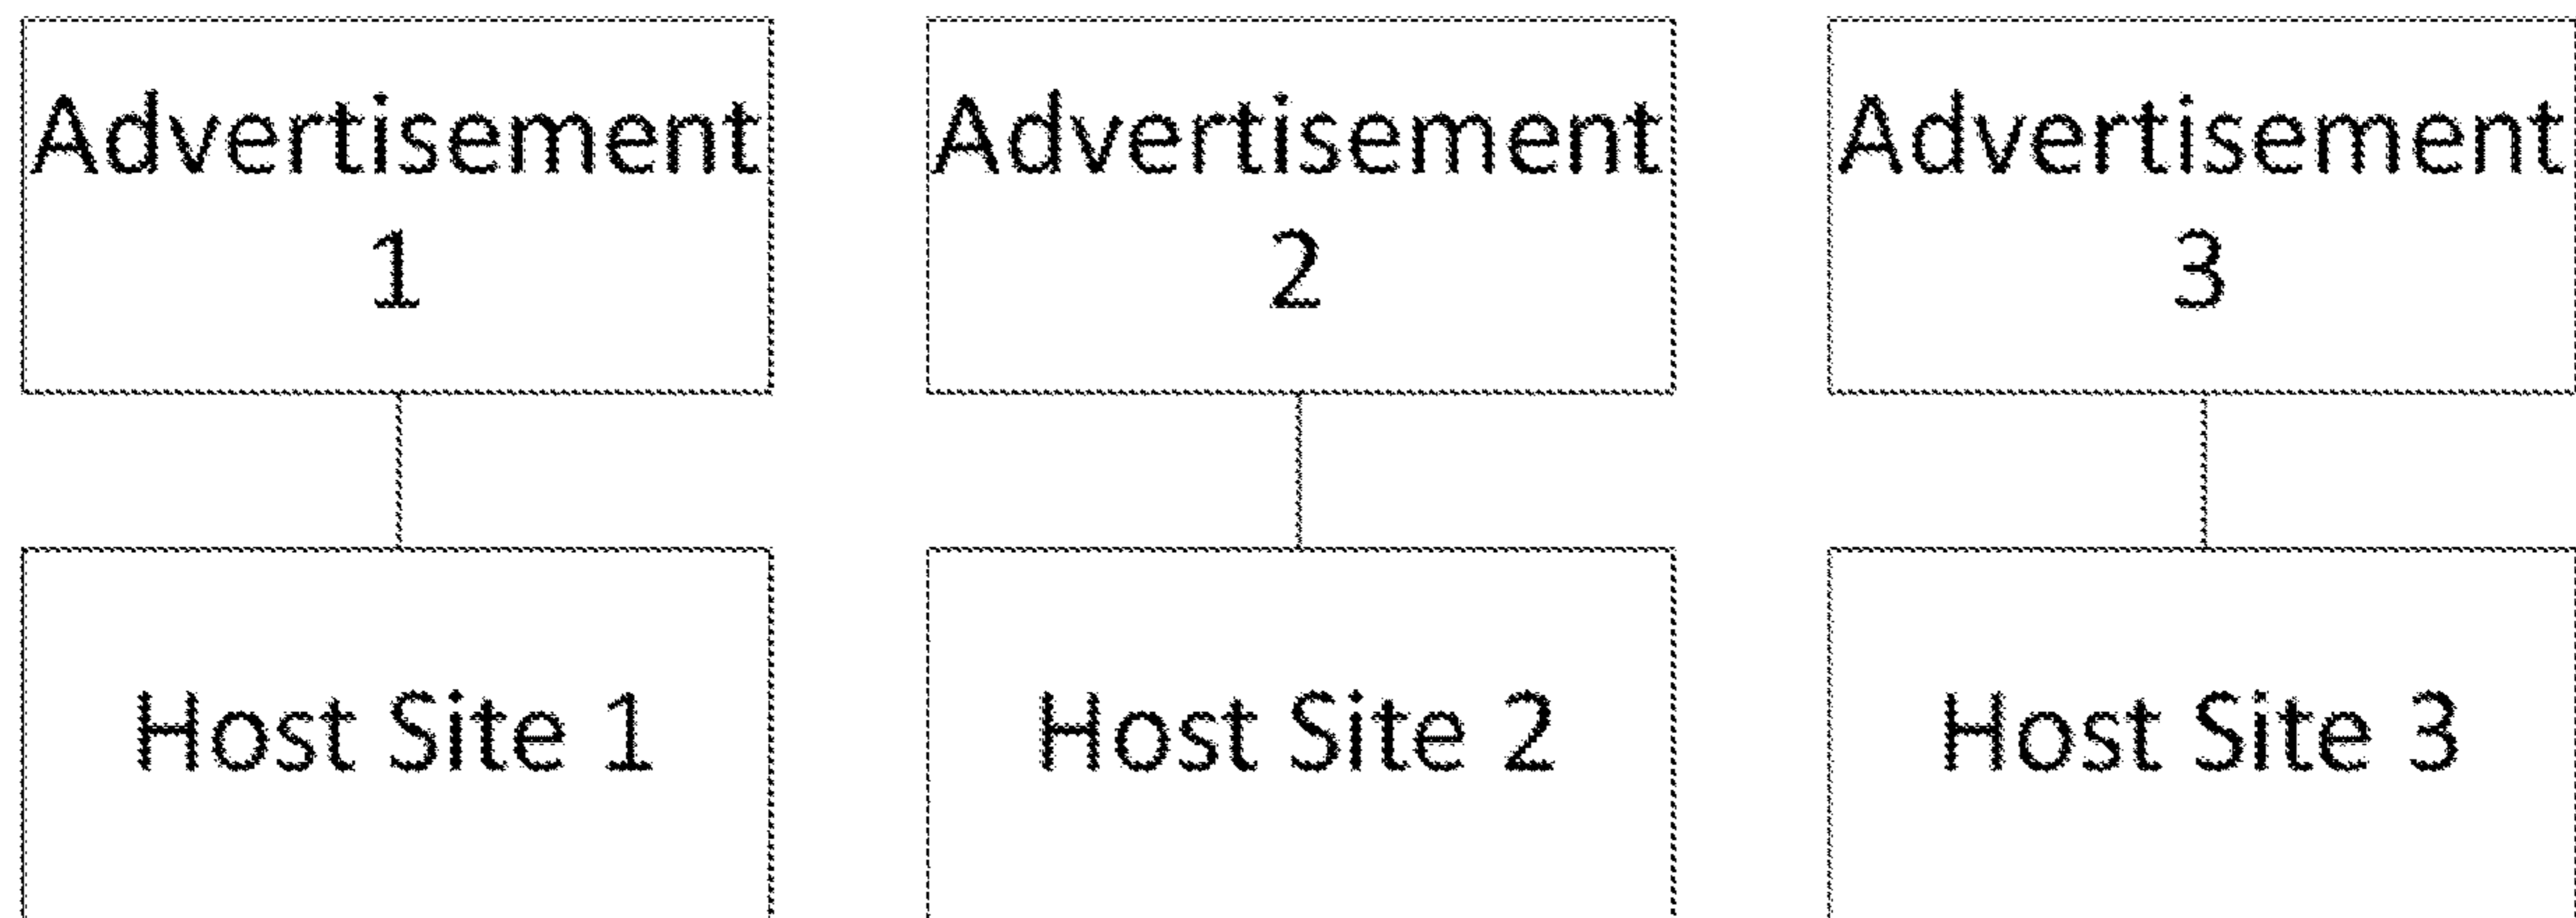 Advertisement
1
Advertisement
2
Advertisement
3
Host Site 1
Host Site 2
Host Site 3